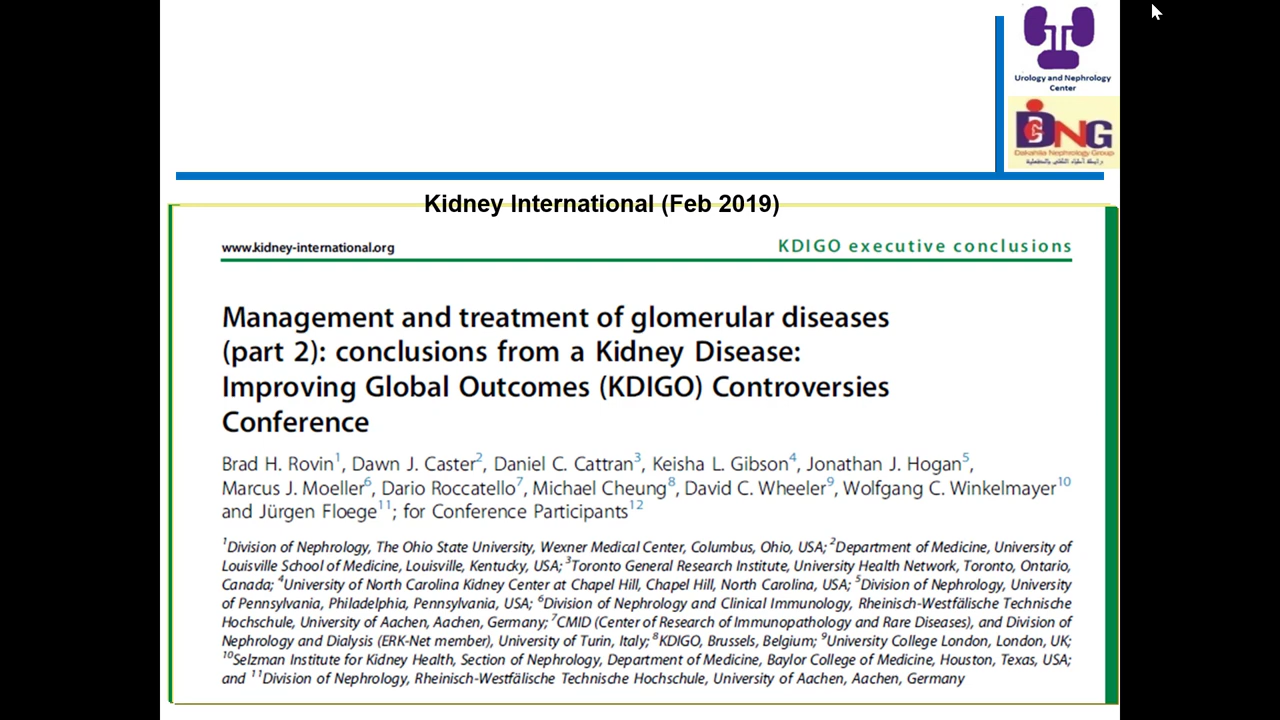 Urology and Nephrology
Center
DCNG
Dakahlia Nephrology Group
رابطة أطباء الكلى بالدقهلية
Kidney International (Feb 2019)
www.kidney-international.org
KDIGO executive conclusions
Management and treatment of glomerular diseases
(part 2): conclusions from a Kidney Disease:
Improving Global Outcomes (KDIGO) Controversies
Conference
Brad H. Rovin1, Dawn J. Caster2, Daniel C. Cattran3, Keisha L. Gibson4, Jonathan J. Hogan5,
Marcus J. Moeller6, Dario Roccatello7, Michael Cheung8, David C. Wheeler9, Wolfgang C. Winkelmayer10
and Jürgen Floege11; for Conference Participants12
1Division of Nephrology, The Ohio State University, Wexner Medical Center, Columbus, Ohio, USA; 2Department of Medicine, University of
Louisville School of Medicine, Louisville, Kentucky, USA; 3Toronto General Research Institute, University Health Network, Toronto, Ontario,
Canada; 4University of North Carolina Kidney Center at Chapel Hill, Chapel Hill, North Carolina, USA; 5Division of Nephrology, University
of Pennsylvania, Philadelphia, Pennsylvania, USA; 6Division of Nephrology and Clinical Immunology, Rheinisch-Westfälische Technische
Hochschule, University of Aachen, Aachen, Germany; 7CMID (Center of Research of Immunopathology and Rare Diseases), and Division of
Nephrology and Dialysis (ERK-Net member), University of Turin, Italy; 8KDIGO, Brussels, Belgium; 9University College London, London, UK;
10Selzman Institute for Kidney Health, Section of Nephrology, Department of Medicine, Baylor College of Medicine, Houston, Texas, USA;
and 11Division of Nephrology, Rheinisch-Westfälische Technische Hochschule, University of Aachen, Aachen, Germany